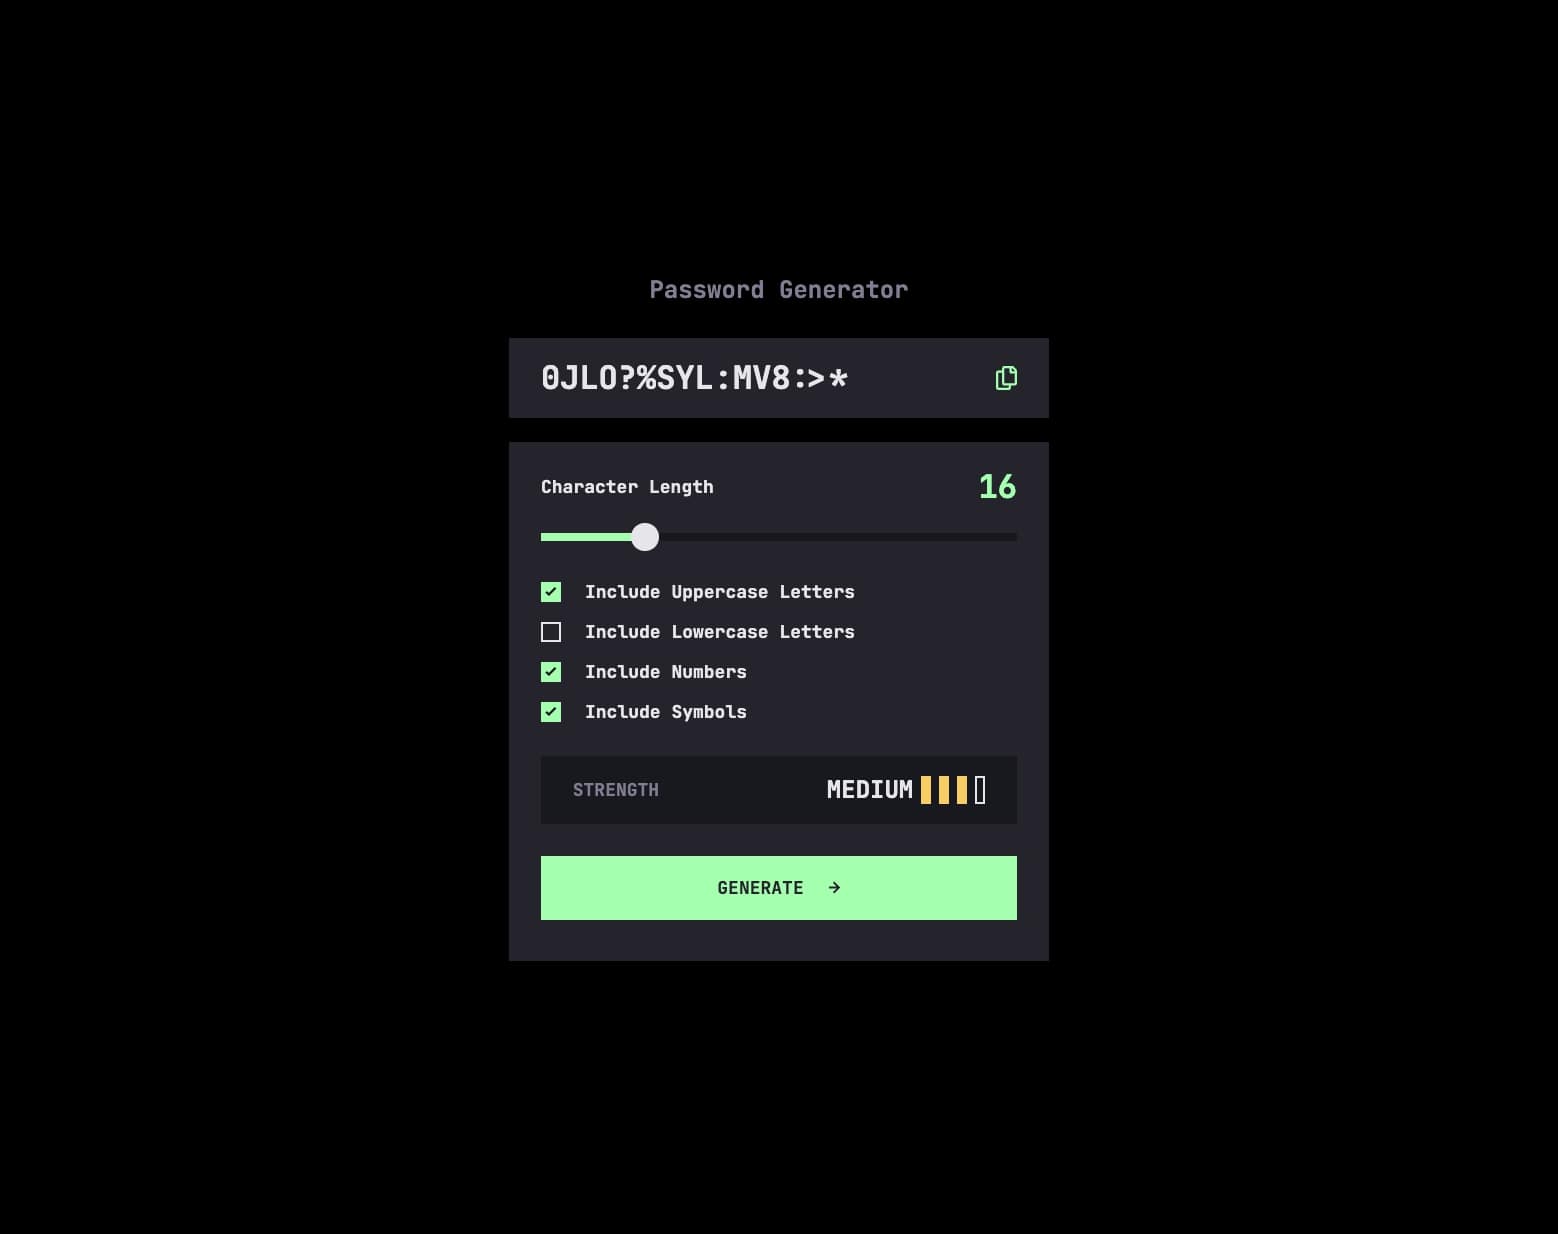 Password Generator
0JLO?%SYL:MV8:>*
Character Length
16
Include Uppercase Letters
Include Lowercase Letters
Include Numbers
Include Symbols
STRENGTH
MEDIUM
GENERATE →